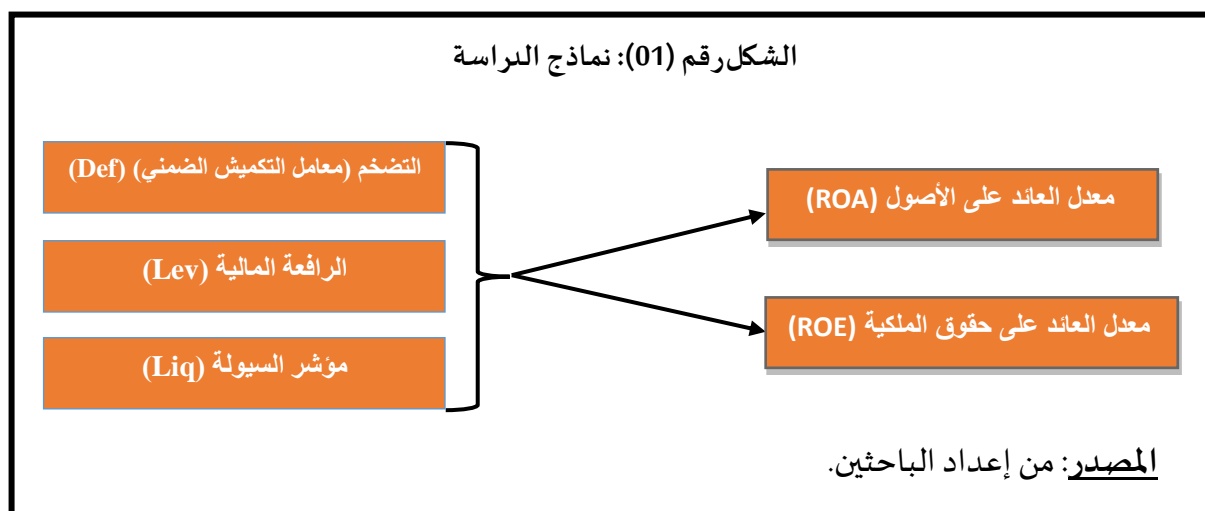 الشكل رقم (01): نماذج الدراسة
التضخم (معامل التكميش الضمني) (Def)
الرافعة المالية (Lev)
مؤشر السيولة (Liq)
معدل العائد على الأصول (ROA)
معدل العائد على حقوق الملكية (ROE)
المصدر: من إعداد الباحثين.